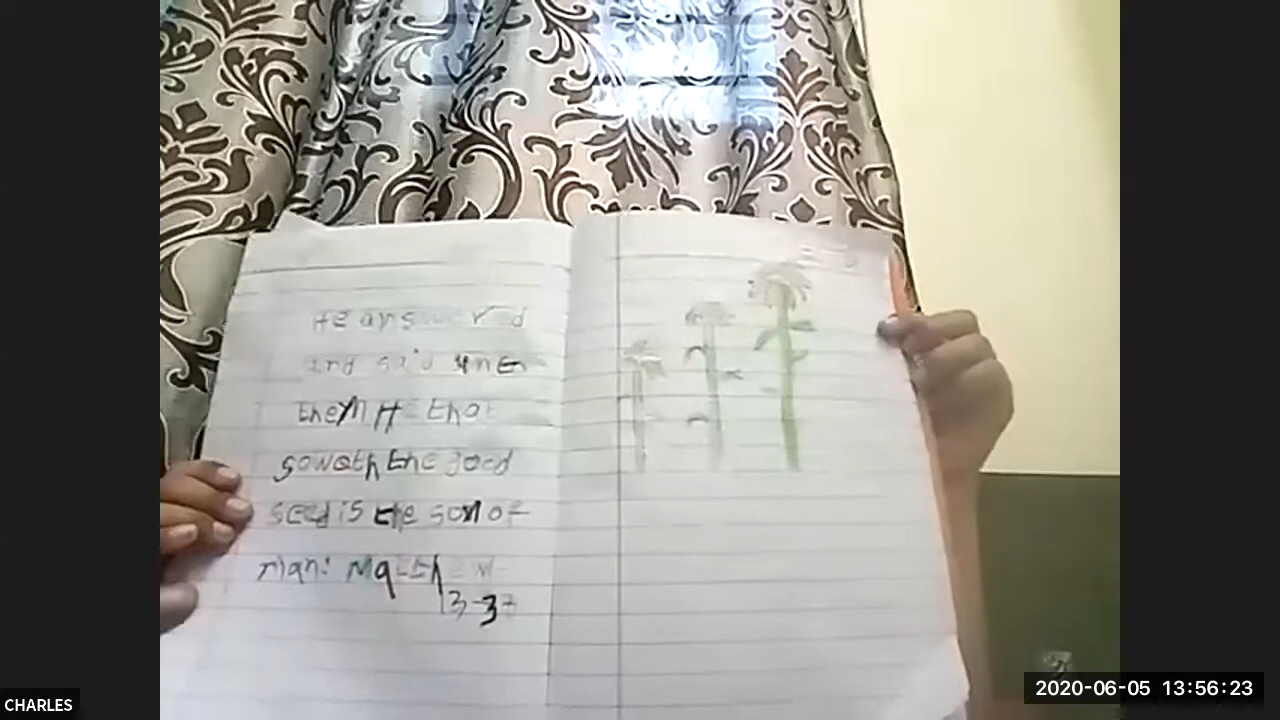 He answered
and said unto
them He that
soweth the good
seed is the son of
man: Matthew
13-37
CHARLES
2020-06-05 13:56:23